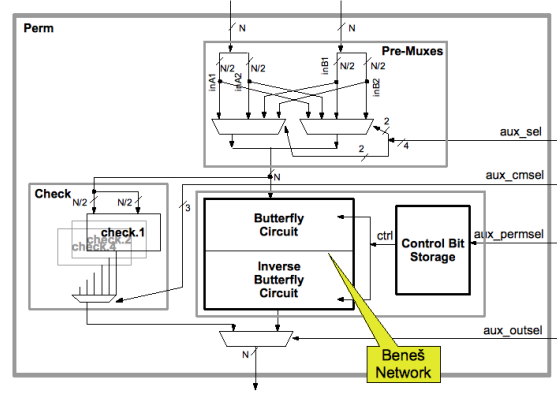 Perm
N
N
Pre-Muxes
N/2
N/2
N/2
N/2
inA1
inA2
inB1
inB2
2
4
2
aux_sel
N
aux_cmsel
Check
N/2
N/2
3
check.1
check.2
check.4
Butterfly
Circuit
ctrl
Control Bit
Storage
aux_permsel
Inverse
Butterfly
Circuit
aux_outsel
N
Beneš
Network